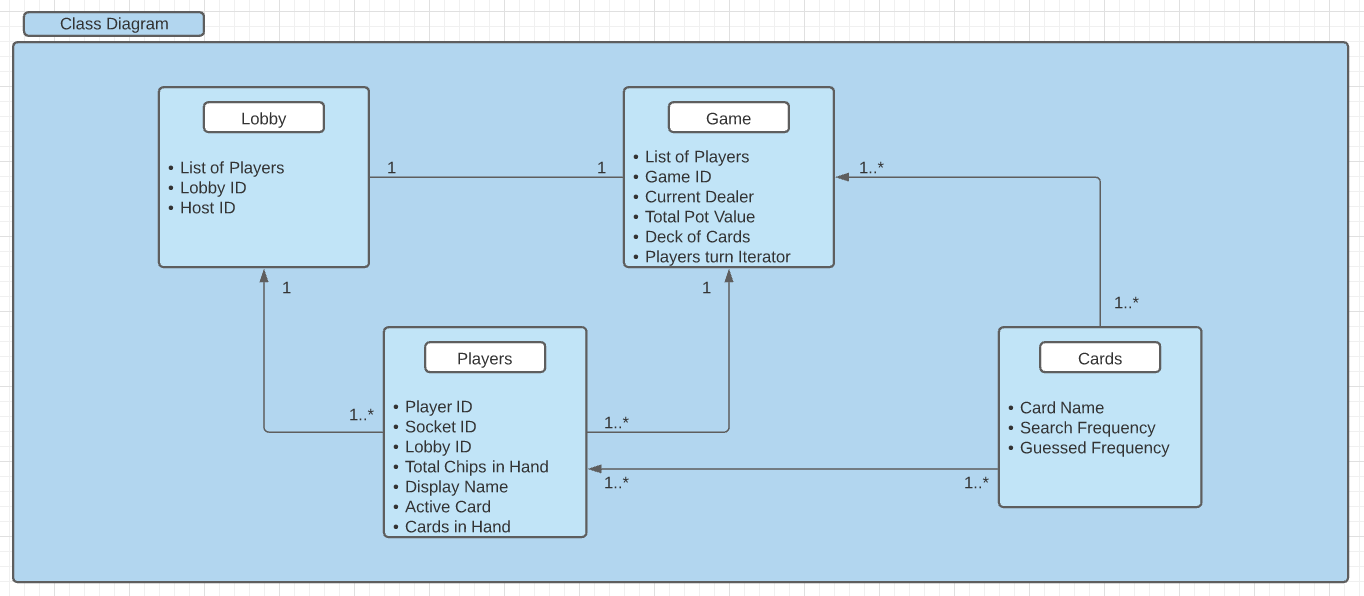 Class Diagram
Lobby
• List of Players
• Lobby ID
• Host ID
1
1
Game
• List of Players
• Game ID
• Current Dealer
• Total Pot Value
• Deck of Cards
• Players turn Iterator
1..*
1
1
1..*
Players
• Player ID
• Socket ID
• Lobby ID
• Total Chips in Hand
• Display Name
• Active Card
• Cards in Hand
1..*
1..*
1..*
1..*
Cards
• Card Name
• Search Frequency
• Guessed Frequency